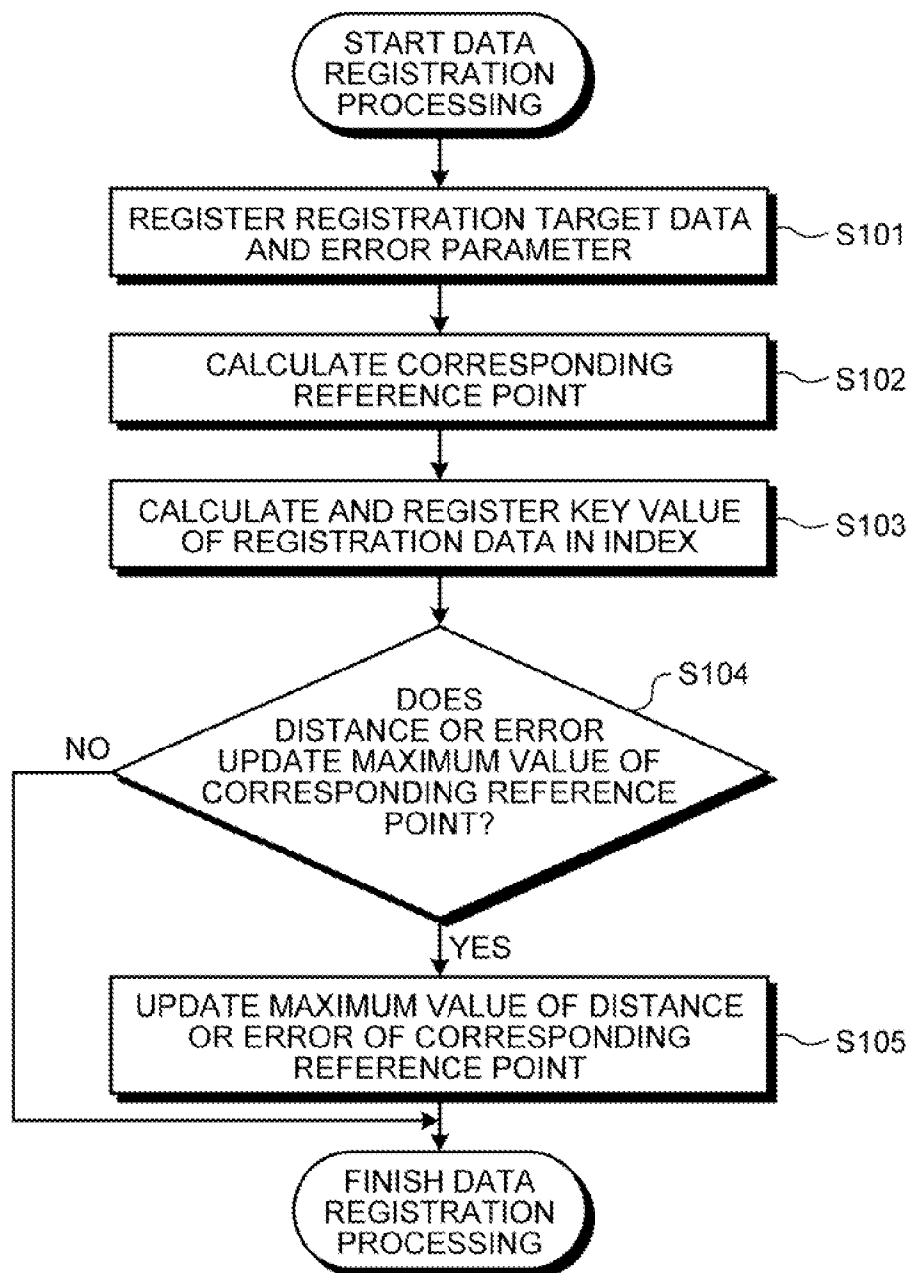 START DATA
REGISTRATION
PROCESSING
REGISTER REGISTRATION TARGET DATA
AND ERROR PARAMETER
S101
CALCULATE CORRESPONDING
REFERENCE POINT
S102
CALCULATE AND REGISTER KEY VALUE
OF REGISTRATION DATA IN INDEX
S103
S104
DOES
DISTANCE OR ERROR
UPDATE MAXIMUM VALUE OF
CORRESPONDING REFERENCE
POINT?
NO
YES
UPDATE MAXIMUM VALUE OF DISTANCE
OR ERROR OF CORRESPONDING
REFERENCE POINT
S105
FINISH DATA
REGISTRATION
PROCESSING